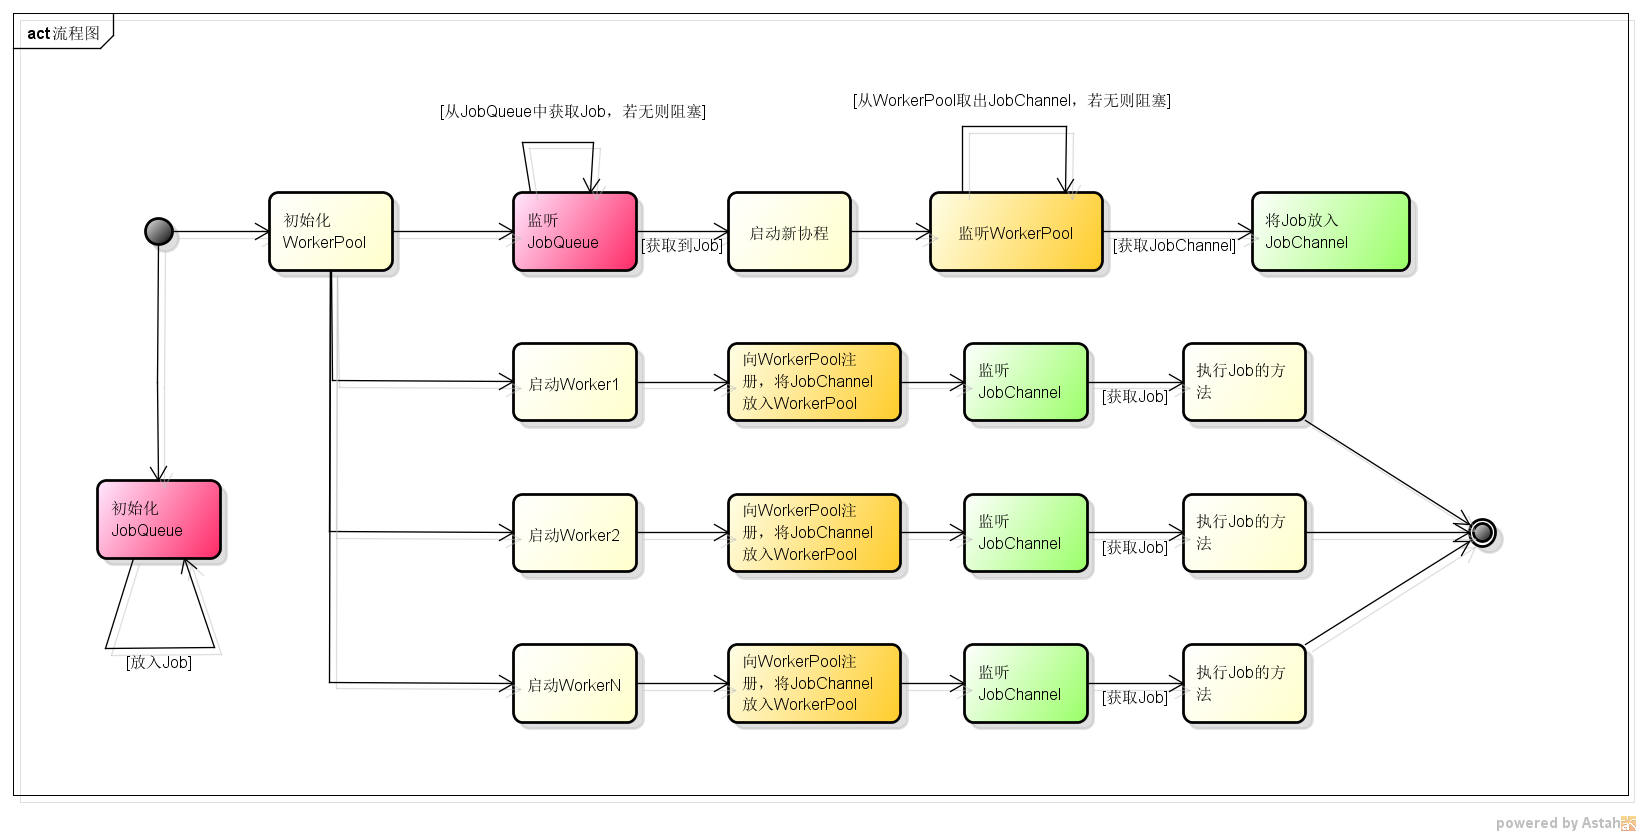 act 流程图
[从JobQueue中获取Job，若无则阻塞]
[从WorkerPool取出JobChannel，若无则阻塞]
初始化
WorkerPool
监听
JobQueue
[获取到Job]
启动新协程
监听WorkerPool
[获取JobChannel]
将Job放入
JobChannel
启动Worker1
向WorkerPool注
册，将JobChannel
放入WorkerPool
监听
JobChannel
[获取Job]
执行Job的方
法
初始化
JobQueue
[放入Job]
启动Worker2
向WorkerPool注
册，将JobChannel
放入WorkerPool
监听
JobChannel
[获取Job]
执行Job的方
法
启动WorkerN
向WorkerPool注
册，将JobChannel
放入WorkerPool
监听
JobChannel
[获取Job]
执行Job的方
法
powered by Astah